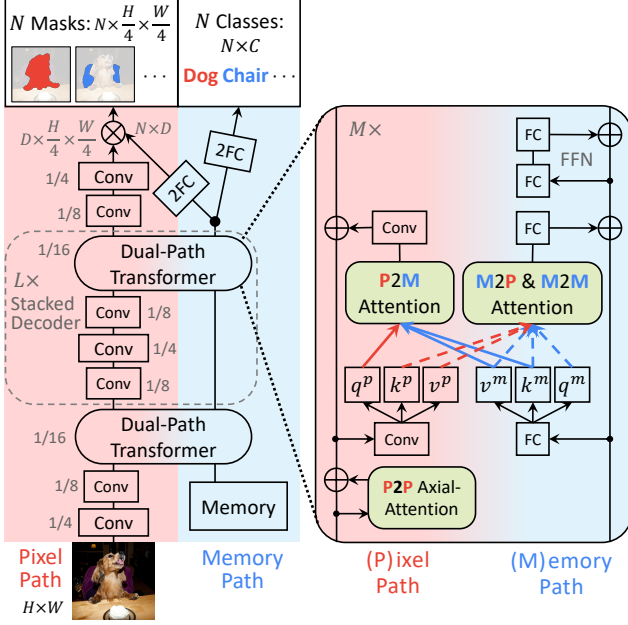 N Masks: N×H/4×W/4
N Classes:
N×C
Dog Chair ···
···
D×H/4×W/4
N×D
2FC
2FC
1/4 Conv
1/8 Conv
1/16 Dual-Path
Transformer
L×
Stacked
Decoder
Conv 1/8
Conv 1/4
Conv 1/8
1/16 Dual-Path
Transformer
1/8 Conv
1/4 Conv
Memory
Pixel
Path
H×W
Memory
Path
M×
FC
FFN
FC
Conv
FC
P2M
Attention
M2P & M2M
Attention
q^p k^p v^p v^m k^m q^m
Conv
FC
P2P Axial-
Attention
(P)ixel
Path
(M)emory
Path